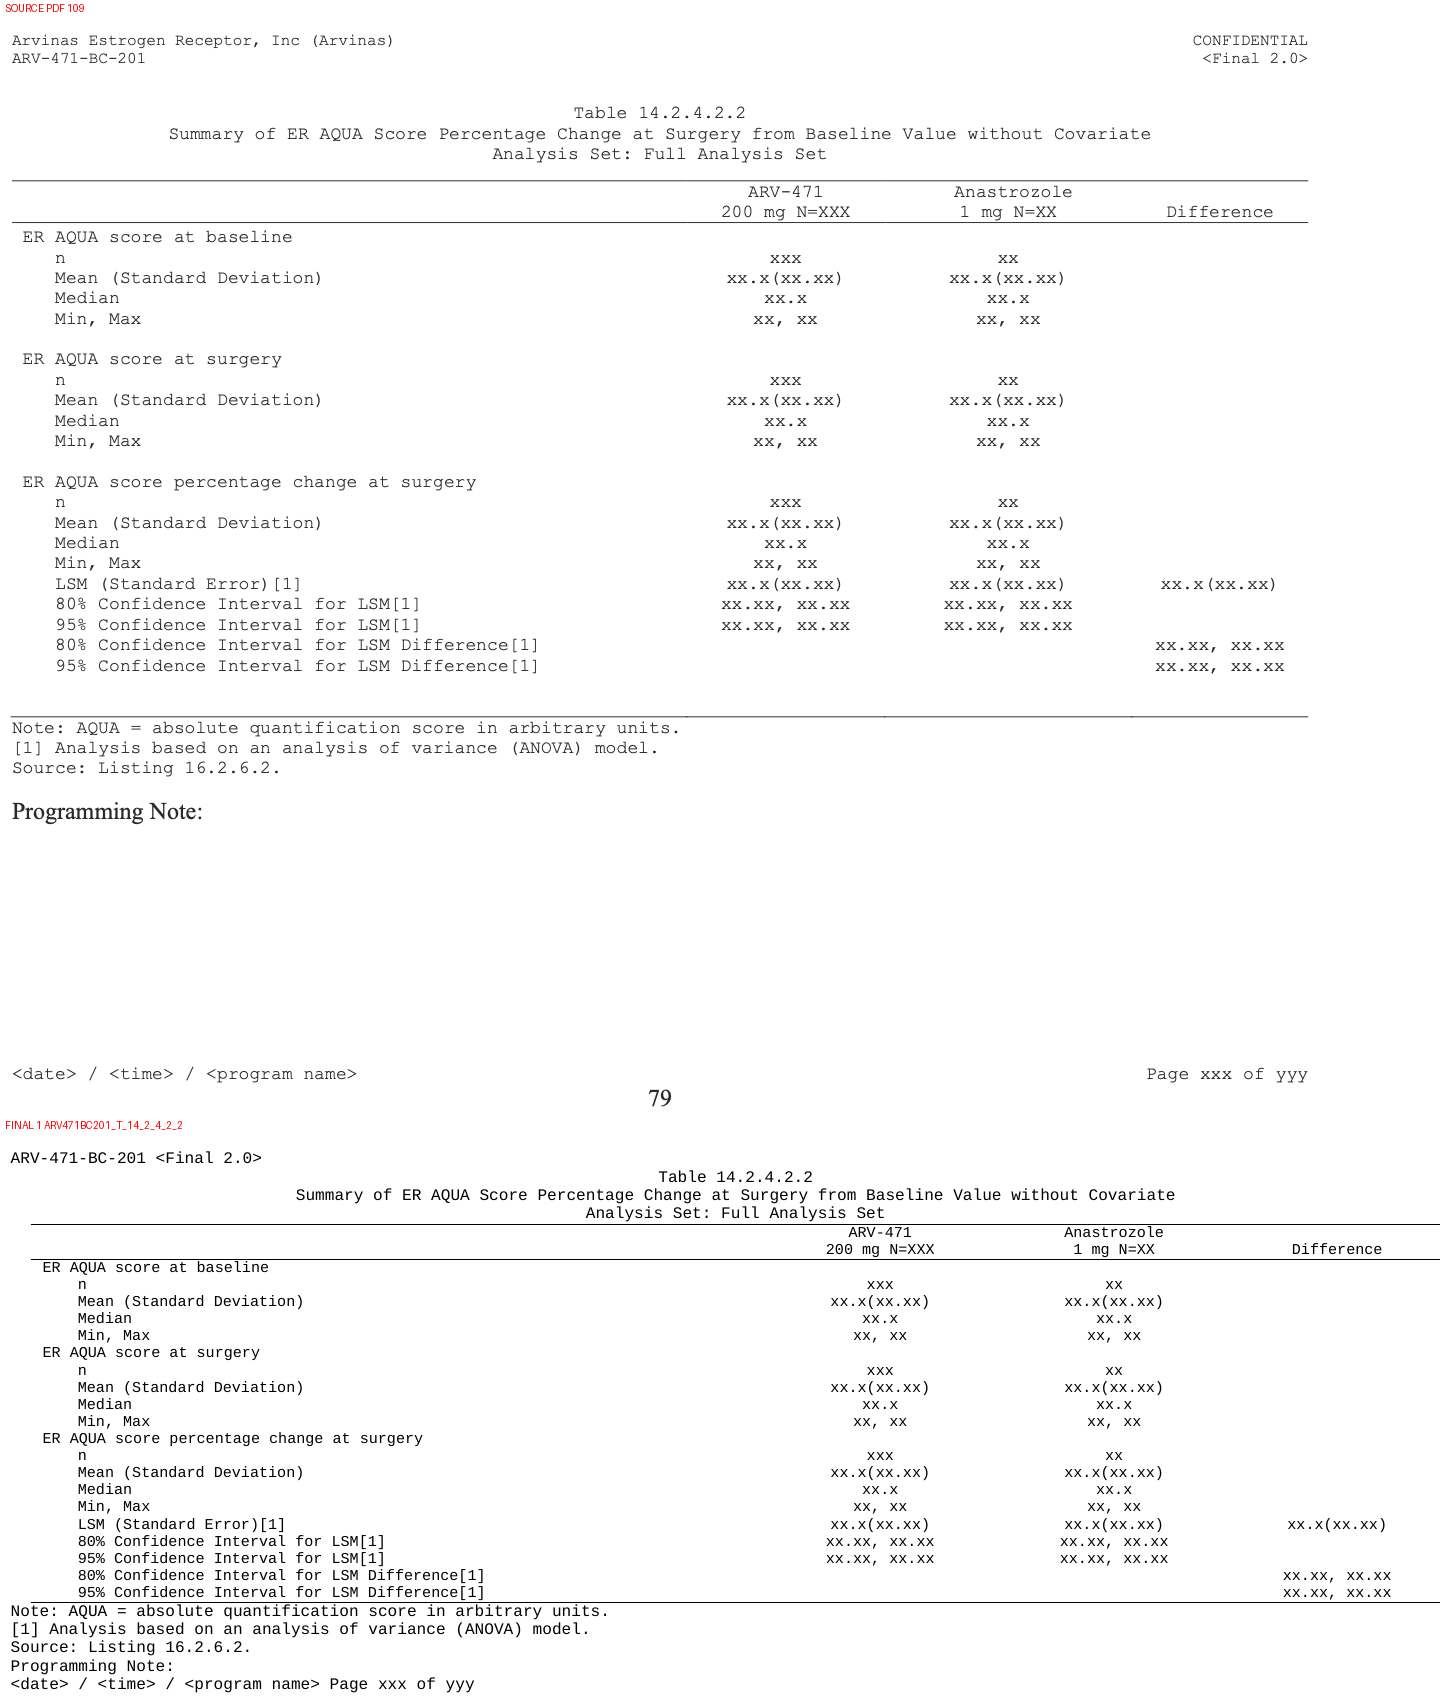 SOURCE PDF 109
Arvinas Estrogen Receptor, Inc (Arvinas) CONFIDENTIAL
ARV-471-BC-201 <Final 2.0>
Table 14.2.4.2.2
Summary of ER AQUA Score Percentage Change at Surgery from Baseline Value without Covariate
Analysis Set: Full Analysis Set
ARV-471 Anastrozole
200 mg N=XXX 1 mg N=XX Difference
ER AQUA score at baseline
n xxx xx
Mean (Standard Deviation) xx.x(xx.xx) xx.x(xx.xx)
Median xx.x xx.x
Min, Max xx, xx xx, xx
ER AQUA score at surgery
n xxx xx
Mean (Standard Deviation) xx.x(xx.xx) xx.x(xx.xx)
Median xx.x xx.x
Min, Max xx, xx xx, xx
ER AQUA score percentage change at surgery
n xxx xx
Mean (Standard Deviation) xx.x(xx.xx) xx.x(xx.xx)
Median xx.x xx.x
Min, Max xx, xx xx, xx
LSM (Standard Error)[1] xx.x(xx.xx) xx.x(xx.xx) xx.x(xx.xx)
80% Confidence Interval for LSM[1] xx.xx, xx.xx xx.xx, xx.xx
95% Confidence Interval for LSM[1] xx.xx, xx.xx xx.xx, xx.xx
80% Confidence Interval for LSM Difference[1] xx.xx, xx.xx
95% Confidence Interval for LSM Difference[1] xx.xx, xx.xx
Note: AQUA = absolute quantification score in arbitrary units.
[1] Analysis based on an analysis of variance (ANOVA) model.
Source: Listing 16.2.6.2.
Programming Note:
<date> / <time> / <program name> Page xxx of yyy
79
FINAL 1 ARV471BC201_T_14_2_4_2_2
ARV-471-BC-201 <Final 2.0>
Table 14.2.4.2.2
Summary of ER AQUA Score Percentage Change at Surgery from Baseline Value without Covariate
Analysis Set: Full Analysis Set
ARV-471 Anastrozole
200 mg N=XXX 1 mg N=XX Difference
ER AQUA score at baseline
n xxx xx
Mean (Standard Deviation) xx.x(xx.xx) xx.x(xx.xx)
Median xx.x xx.x
Min, Max xx, xx xx, xx
ER AQUA score at surgery
n xxx xx
Mean (Standard Deviation) xx.x(xx.xx) xx.x(xx.xx)
Median xx.x xx.x
Min, Max xx, xx xx, xx
ER AQUA score percentage change at surgery
n xxx xx
Mean (Standard Deviation) xx.x(xx.xx) xx.x(xx.xx)
Median xx.x xx.x
Min, Max xx, xx xx, xx
LSM (Standard Error)[1] xx.x(xx.xx) xx.x(xx.xx) xx.x(xx.xx)
80% Confidence Interval for LSM[1] xx.xx, xx.xx xx.xx, xx.xx
95% Confidence Interval for LSM[1] xx.xx, xx.xx xx.xx, xx.xx
80% Confidence Interval for LSM Difference[1] xx.xx, xx.xx
95% Confidence Interval for LSM Difference[1] xx.xx, xx.xx
Note: AQUA = absolute quantification score in arbitrary units.
[1] Analysis based on an analysis of variance (ANOVA) model.
Source: Listing 16.2.6.2.
Programming Note:
<date> / <time> / <program name> Page xxx of yyy